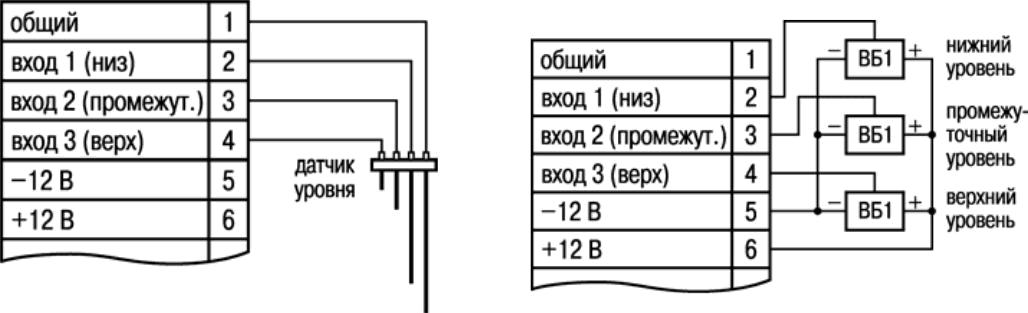 общий 1
вход 1 (низ) 2
вход 2 (промежут.) 3
вход 3 (верх) 4
−12 В 5
+12 В 6
датчик
уровня
общий 1
вход 1 (низ) 2
вход 2 (промежут.) 3
вход 3 (верх) 4
−12 В 5
+12 В 6
− ВБ1 +
нижний
уровень
− ВБ1 +
промежу-
точный
уровень
− ВБ1 +
верхний
уровень